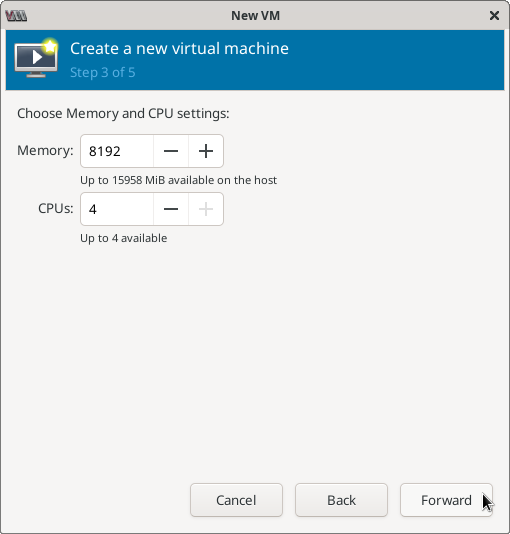 New VM
Create a new virtual machine
Step 3 of 5
Choose Memory and CPU settings:
Memory: 8192
Up to 15958 MiB available on the host
CPUs: 4
Up to 4 available
Cancel Back Forward